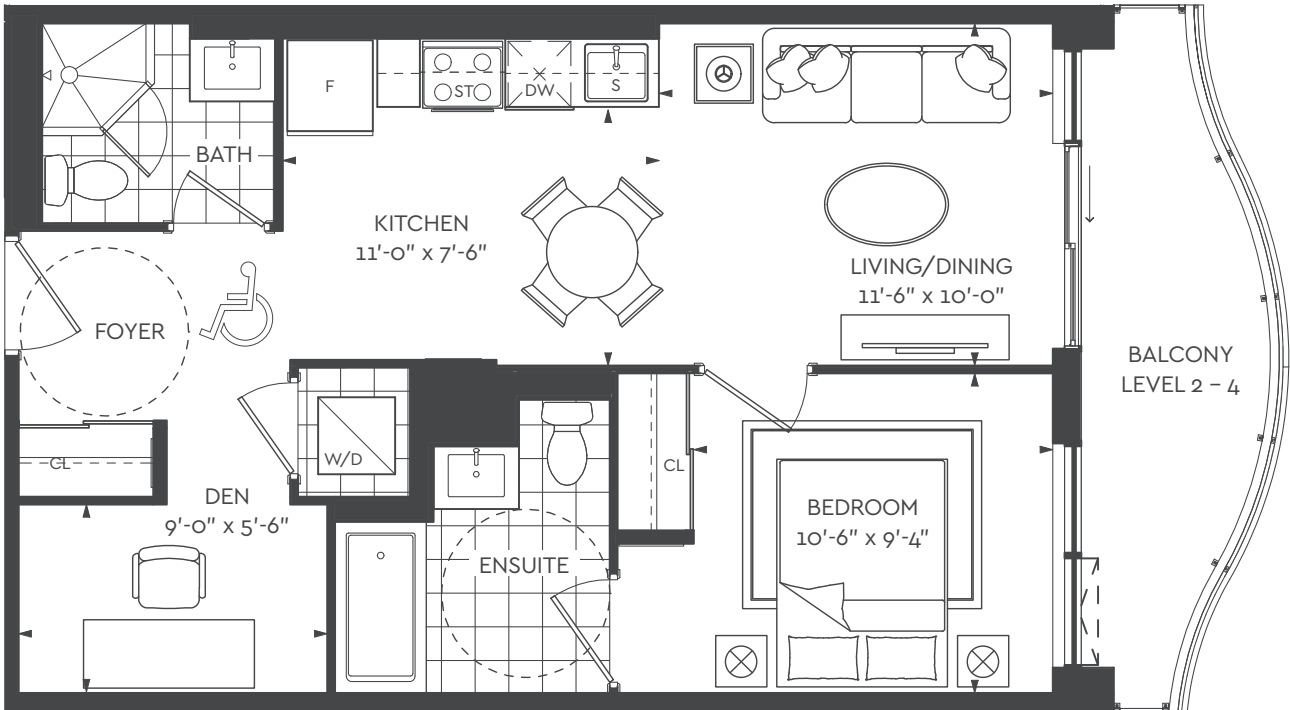 F
ST
DW
S
BATH
KITCHEN
11'-0" x 7'-6"
LIVING/DINING
11'-6" x 10'-0"
FOYER
BALCONY
LEVEL 2 – 4
CL
W/D
CL
DEN
9'-0" x 5'-6"
BEDROOM
10'-6" x 9'-4"
ENSUITE